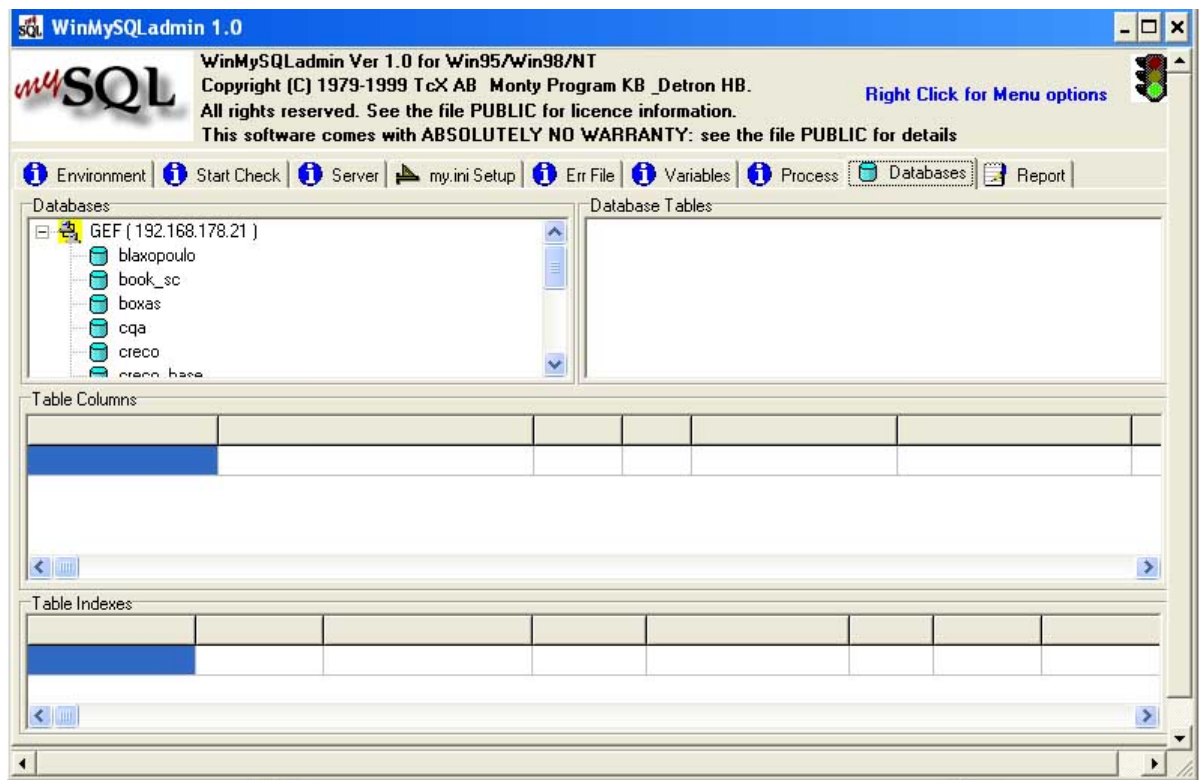 WinMySQLadmin 1.0
mySQL
WinMySQLadmin Ver 1.0 for Win95/Win98/NT
Copyright (C) 1979-1999 TcX AB Monty Program KB _Detron HB.
All rights reserved. See the file PUBLIC for licence information.
This software comes with ABSOLUTELY NO WARRANTY: see the file PUBLIC for details
Right Click for Menu options
Environment Start Check Server my.ini Setup Err File Variables Process Databases Report
Databases
GEF ( 192.168.178.21 )
blaxopoulo
book_sc
boxas
cqa
creco
creco_base
Database Tables
Table Columns
Table Indexes